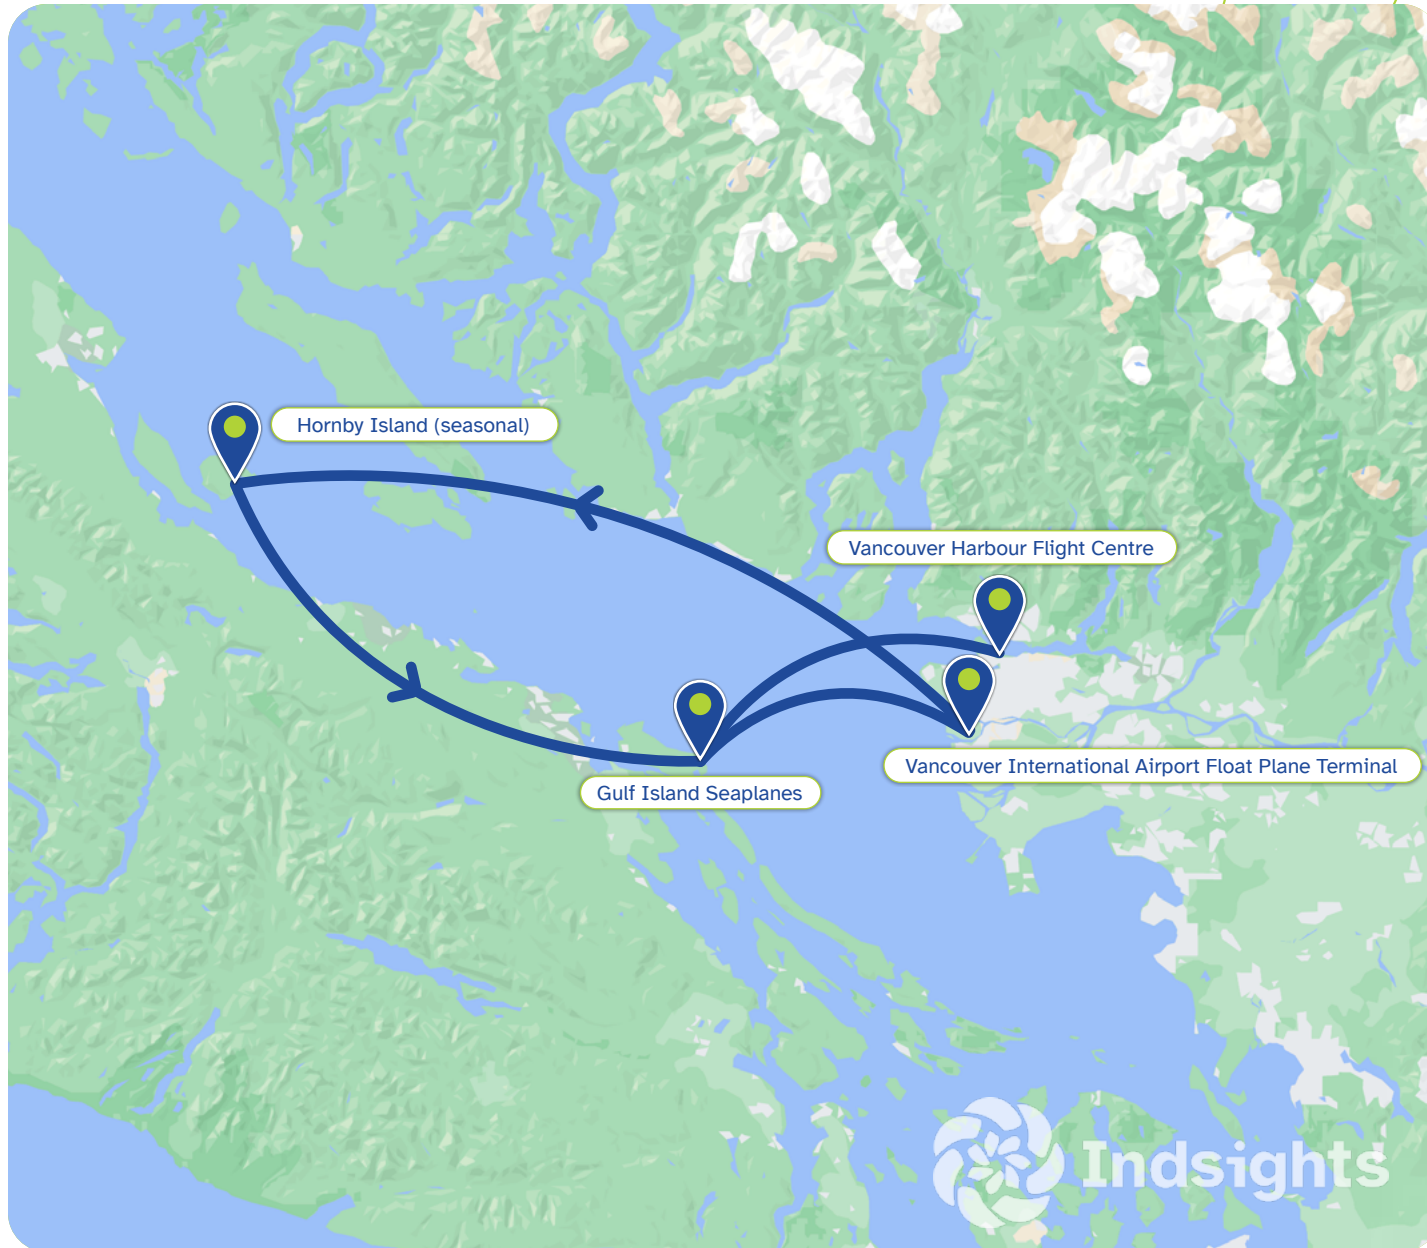 Hornby Island (seasonal)
Vancouver Harbour Flight Centre
Vancouver International Airport Float Plane Terminal
Gulf Island Seaplanes
Indsights